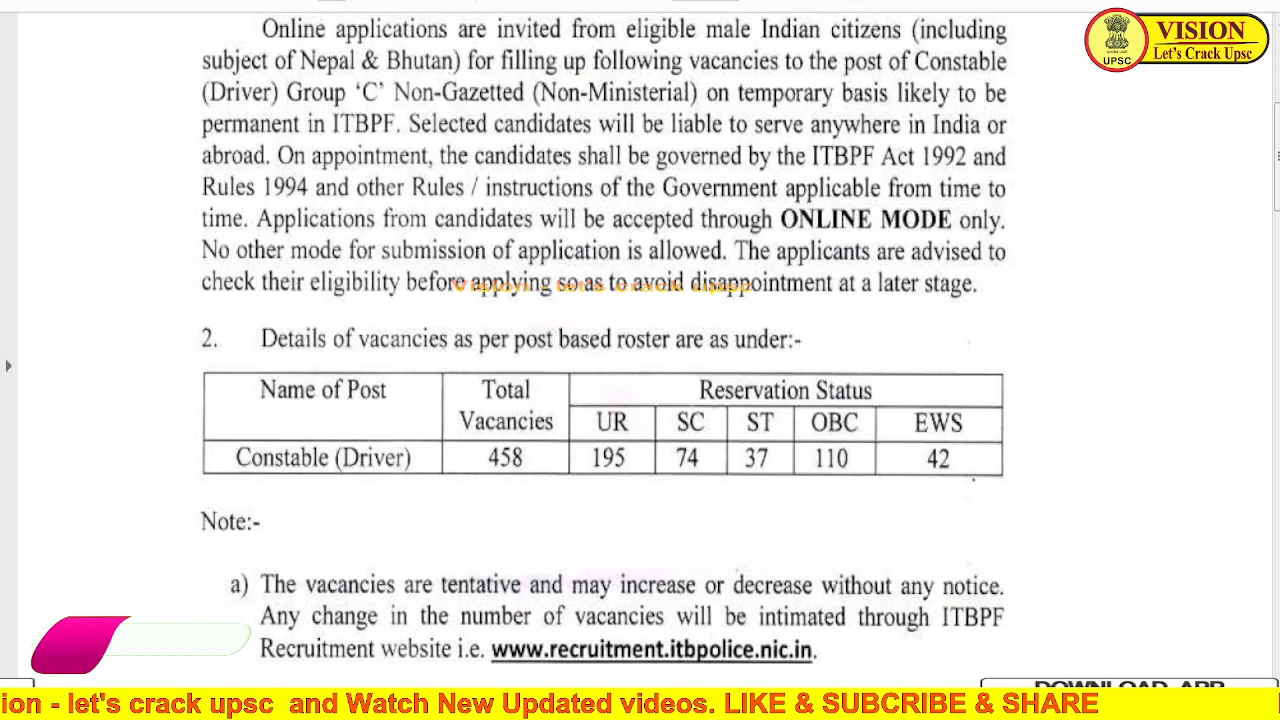 Online applications are invited from eligible male Indian citizens (including
subject of Nepal & Bhutan) for filling up following vacancies to the post of Constable
(Driver) Group ‘C’ Non-Gazetted (Non-Ministerial) on temporary basis likely to be
permanent in ITBPF. Selected candidates will be liable to serve anywhere in India or
abroad. On appointment, the candidates shall be governed by the ITBPF Act 1992 and
Rules 1994 and other Rules / instructions of the Government applicable from time to
time. Applications from candidates will be accepted through ONLINE MODE only.
No other mode for submission of application is allowed. The applicants are advised to
check their eligibility before applying so as to avoid disappointment at a later stage.
Vision - let's crack upsc
2. Details of vacancies as per post based roster are as under:-
Name of Post Total Vacancies Reservation Status
UR SC ST OBC EWS
Constable (Driver) 458 195 74 37 110 42
Note:-
a) The vacancies are tentative and may increase or decrease without any notice.
Any change in the number of vacancies will be intimated through ITBPF
Recruitment website i.e. www.recruitment.itbpolice.nic.in.
VISION
Let's Crack Upsc
UPSC
DOWNLOAD APP
ion - let's crack upsc and Watch New Updated videos. LIKE & SUBCRIBE & SHARE